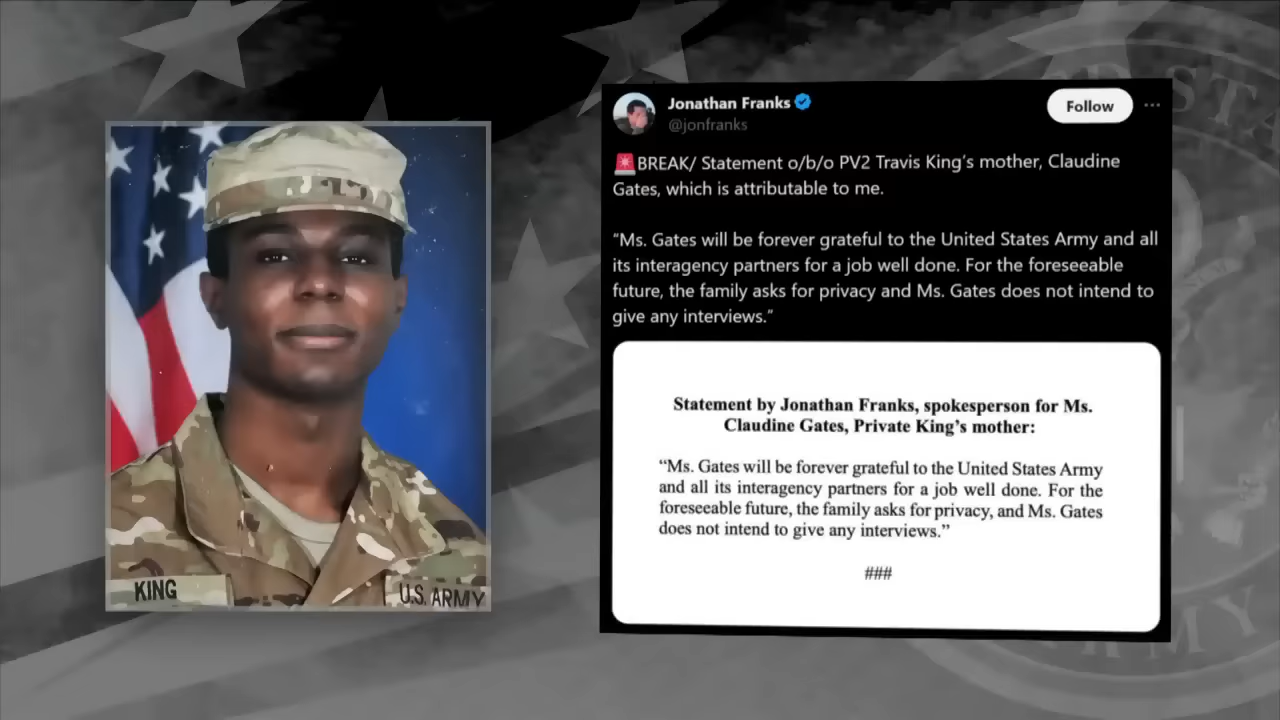 KING
U.S. ARMY
Jonathan Franks
@jonfranks
Follow
🚨BREAK/ Statement o/b/o PV2 Travis King's mother, Claudine
Gates, which is attributable to me.
“Ms. Gates will be forever grateful to the United States Army and all
its interagency partners for a job well done. For the foreseeable
future, the family asks for privacy and Ms. Gates does not intend to
give any interviews.”
Statement by Jonathan Franks, spokesperson for Ms.
Claudine Gates, Private King’s mother:
“Ms. Gates will be forever grateful to the United States Army
and all its interagency partners for a job well done. For the
foreseeable future, the family asks for privacy, and Ms. Gates
does not intend to give any interviews.”
###